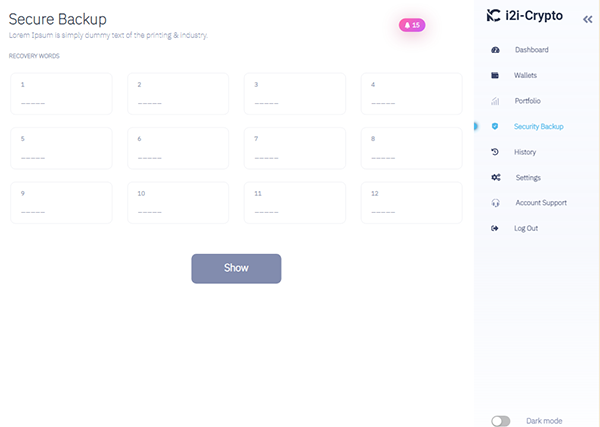 Secure Backup
Lorem Ipsum is simply dummy text of the printing & industry.
15
RECOVERY WORDS
1
2
3
4
_____
_____
_____
_____
5
6
7
8
_____
_____
_____
_____
9
10
11
12
_____
_____
_____
_____
Show
i2i-Crypto
Dashboard
Wallets
Portfolio
Security Backup
History
Settings
Account Support
Log Out
Dark mode